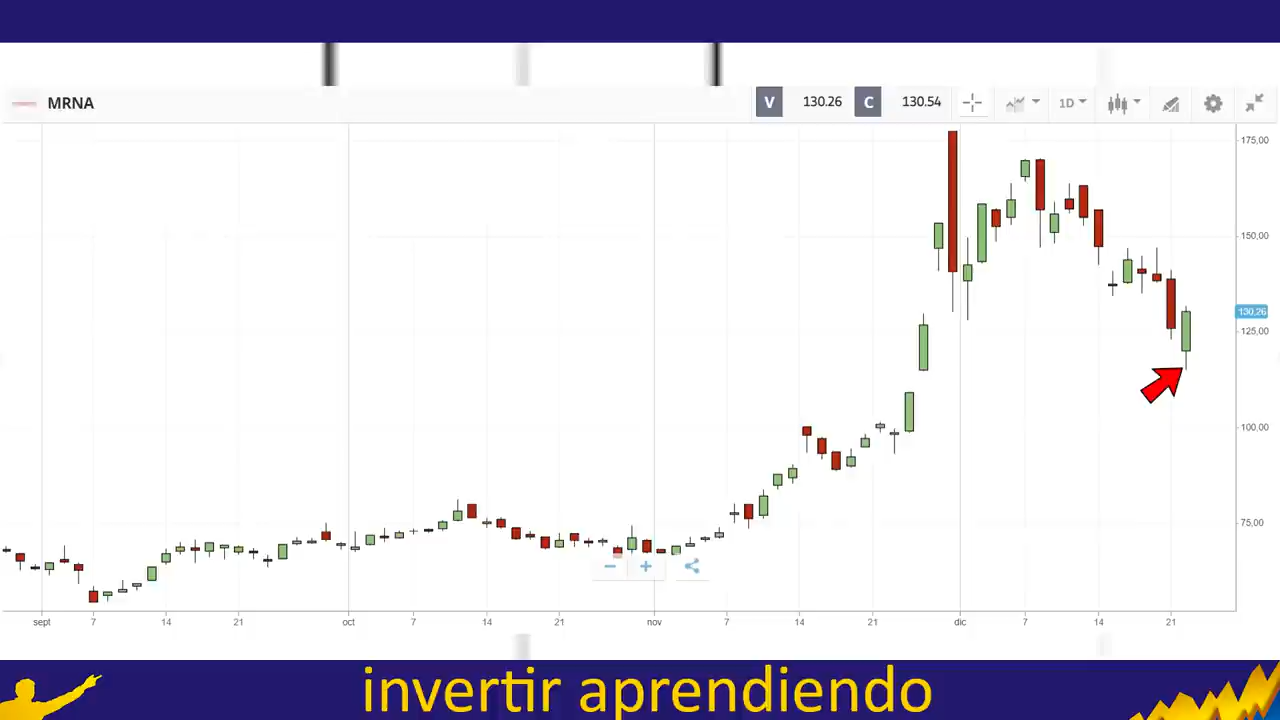 MRNA
V 130.26 C 130.54 1D
175,00
150,00
130,26
125,00
100,00
75,00
sept 7 14 21 oct 7 14 21 nov 7 14 21 dic 7 14 21
invertir aprendiendo